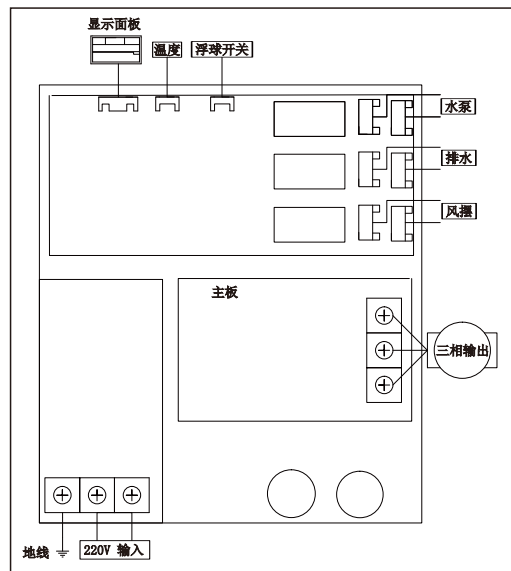 显示面板
温度
浮球开关
水泵
排水
风摆
主板
三相输出
地线
220V 输入